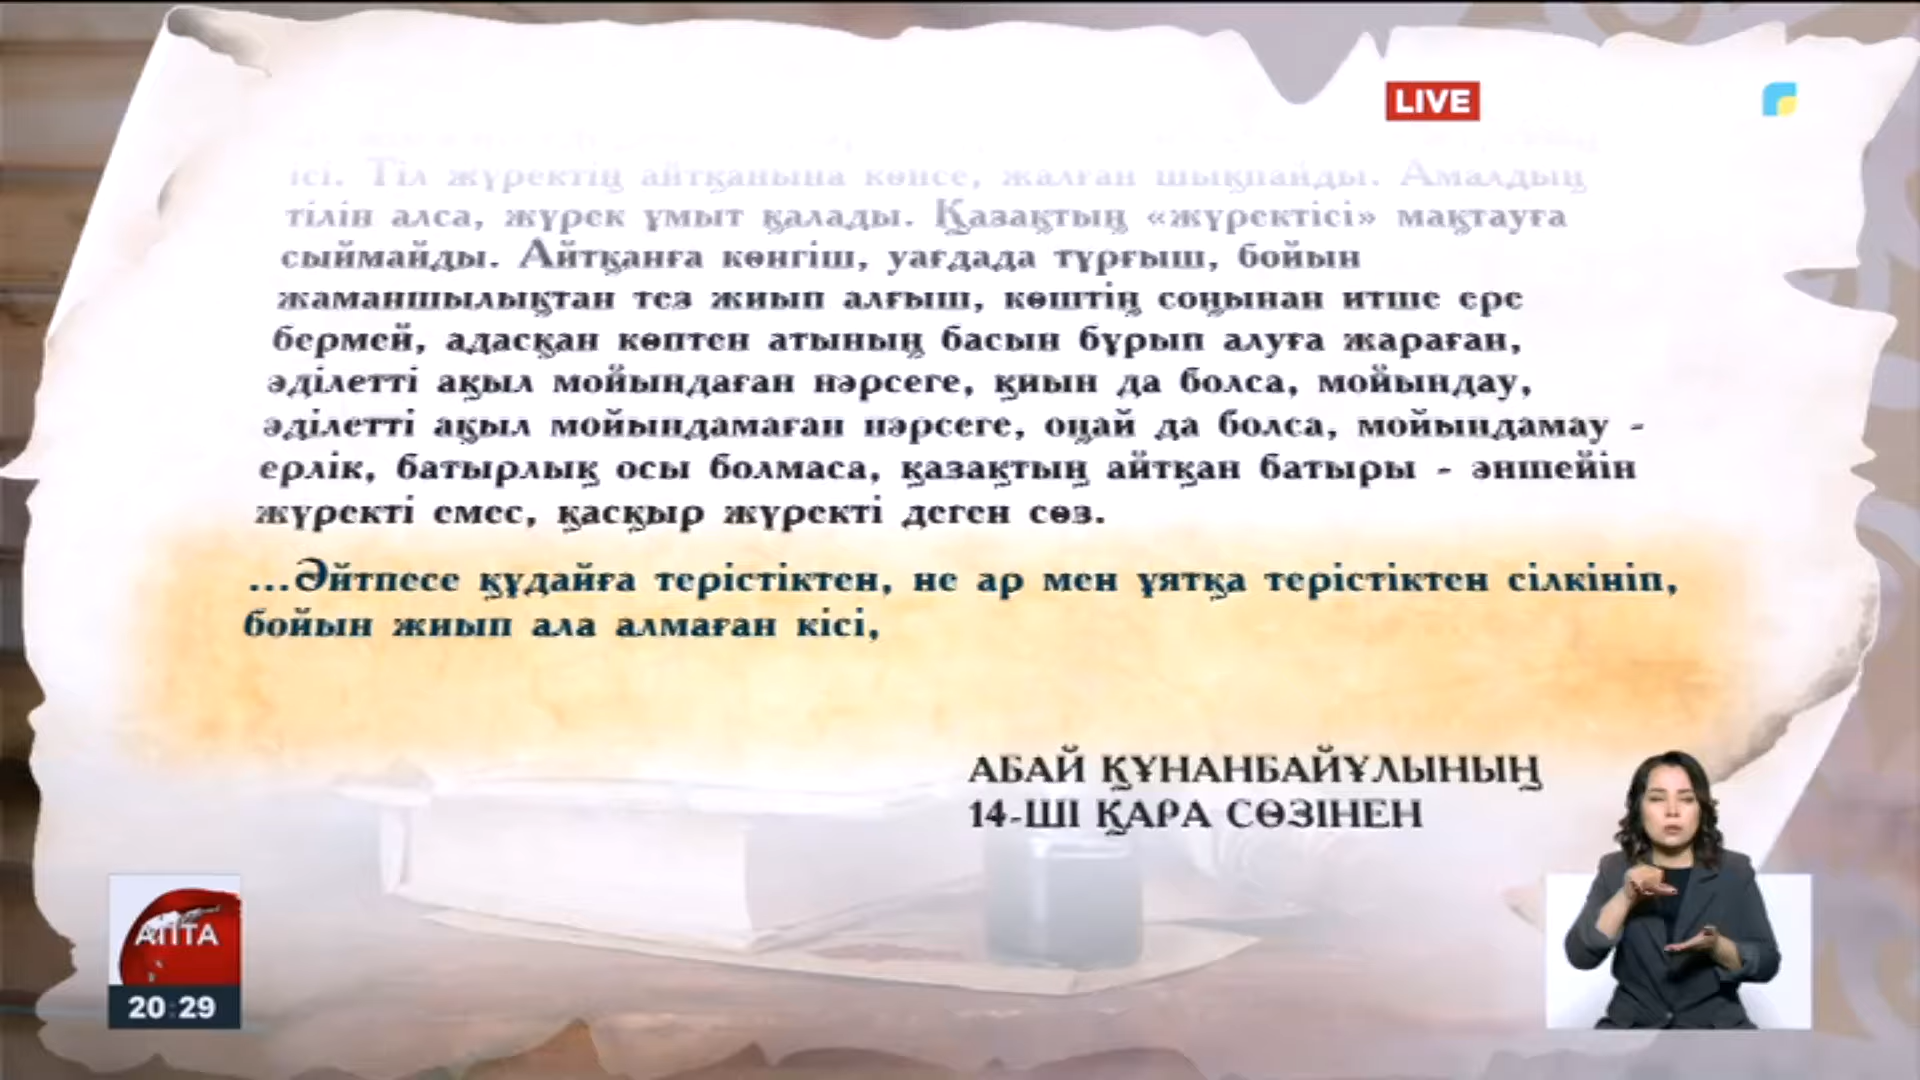 LIVE
ісі. Тіл жүректің айтқанына көнсе, жалған шықпайды. Амалдың
тілін алса, жүрек ұмыт қалады. Қазақтың «жүректісі» мақтауға
сыймайды. Айтқанға көнгіш, уағдада тұрғыш, бойын
жаманшылықтан тез жиып алғыш, көштің соңынан итше ере
бермей, адасқан көптен атының басын бұрып алуға жараған,
әділетті ақыл мойындаған нәрсеге, қиын да болса, мойындау,
әділетті ақыл мойындамаған нәрсеге, оңай да болса, мойындамау -
ерлік, батырлық осы болмаса, қазақтың айтқан батыры - әншейін
жүректі емес, қасқыр жүректі деген сөз.
...Әйтпесе құдайға терістіктен, не ар мен ұятқа терістіктен сілкініп,
бойын жиып ала алмаған кісі,
АБАЙ ҚҰНАНБАЙҰЛЫНЫҢ
14-ШІ ҚАРА СӨЗІНЕН
АПТА
20:29